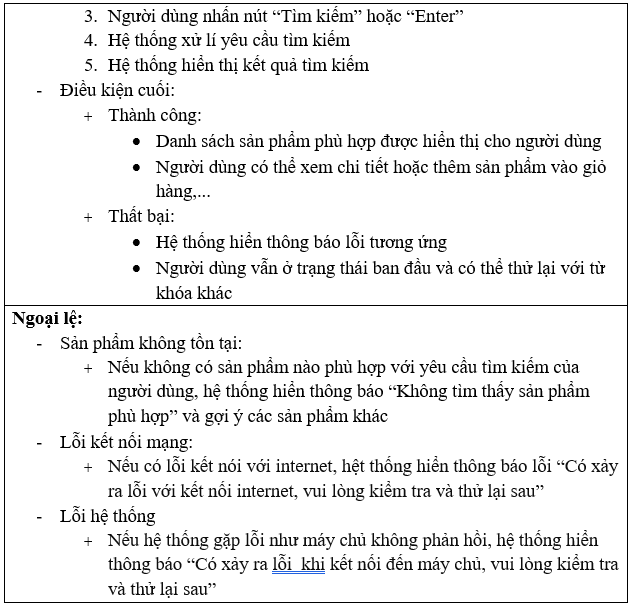 3. Người dùng nhấn nút “Tìm kiếm” hoặc “Enter”
4. Hệ thống xử lí yêu cầu tìm kiếm
5. Hệ thống hiển thị kết quả tìm kiếm
- Điều kiện cuối:
+ Thành công:
• Danh sách sản phẩm phù hợp được hiển thị cho người dùng
• Người dùng có thể xem chi tiết hoặc thêm sản phẩm vào giỏ
hàng,...
+ Thất bại:
• Hệ thống hiển thông báo lỗi tương ứng
• Người dùng vẫn ở trạng thái ban đầu và có thể thử lại với từ
khóa khác
Ngoại lệ:
- Sản phẩm không tồn tại:
+ Nếu không có sản phẩm nào phù hợp với yêu cầu tìm kiếm của
người dùng, hệ thống hiển thông báo “Không tìm thấy sản phẩm
phù hợp” và gợi ý các sản phẩm khác
- Lỗi kết nối mạng:
+ Nếu có lỗi kết nói với internet, hệt thống hiển thông báo lỗi “Có xảy
ra lỗi với kết nối internet, vui lòng kiểm tra và thử lại sau”
- Lỗi hệ thống
+ Nếu hệ thống gặp lỗi như máy chủ không phản hồi, hệ thống hiển
thông báo “Có xảy ra lỗi  khi kết nối đến máy chủ, vui lòng kiểm tra
và thử lại sau”